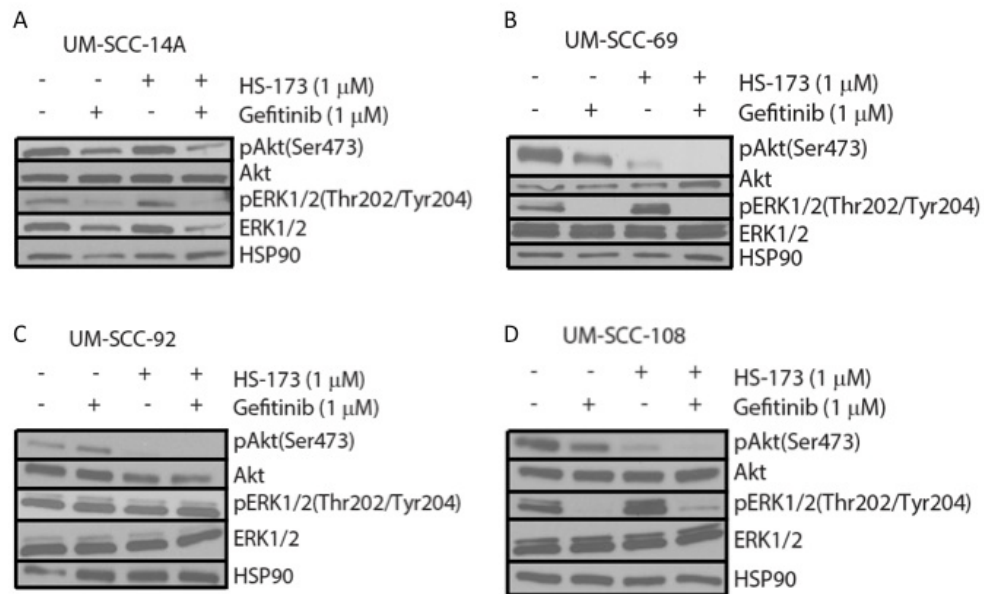 A
UM-SCC-14A
- - + + HS-173 (1 μM)
- + - + Gefitinib (1 μM)
pAkt(Ser473)
Akt
pERK1/2(Thr202/Tyr204)
ERK1/2
HSP90
B
UM-SCC-69
- - + + HS-173 (1 μM)
- + - + Gefitinib (1 μM)
pAkt(Ser473)
Akt
pERK1/2(Thr202/Tyr204)
ERK1/2
HSP90
C
UM-SCC-92
- - + + HS-173 (1 μM)
- + - + Gefitinib (1 μM)
pAkt(Ser473)
Akt
pERK1/2(Thr202/Tyr204)
ERK1/2
HSP90
D
UM-SCC-108
- - + + HS-173 (1 μM)
- + - + Gefitinib (1 μM)
pAkt(Ser473)
Akt
pERK1/2(Thr202/Tyr204)
ERK1/2
HSP90